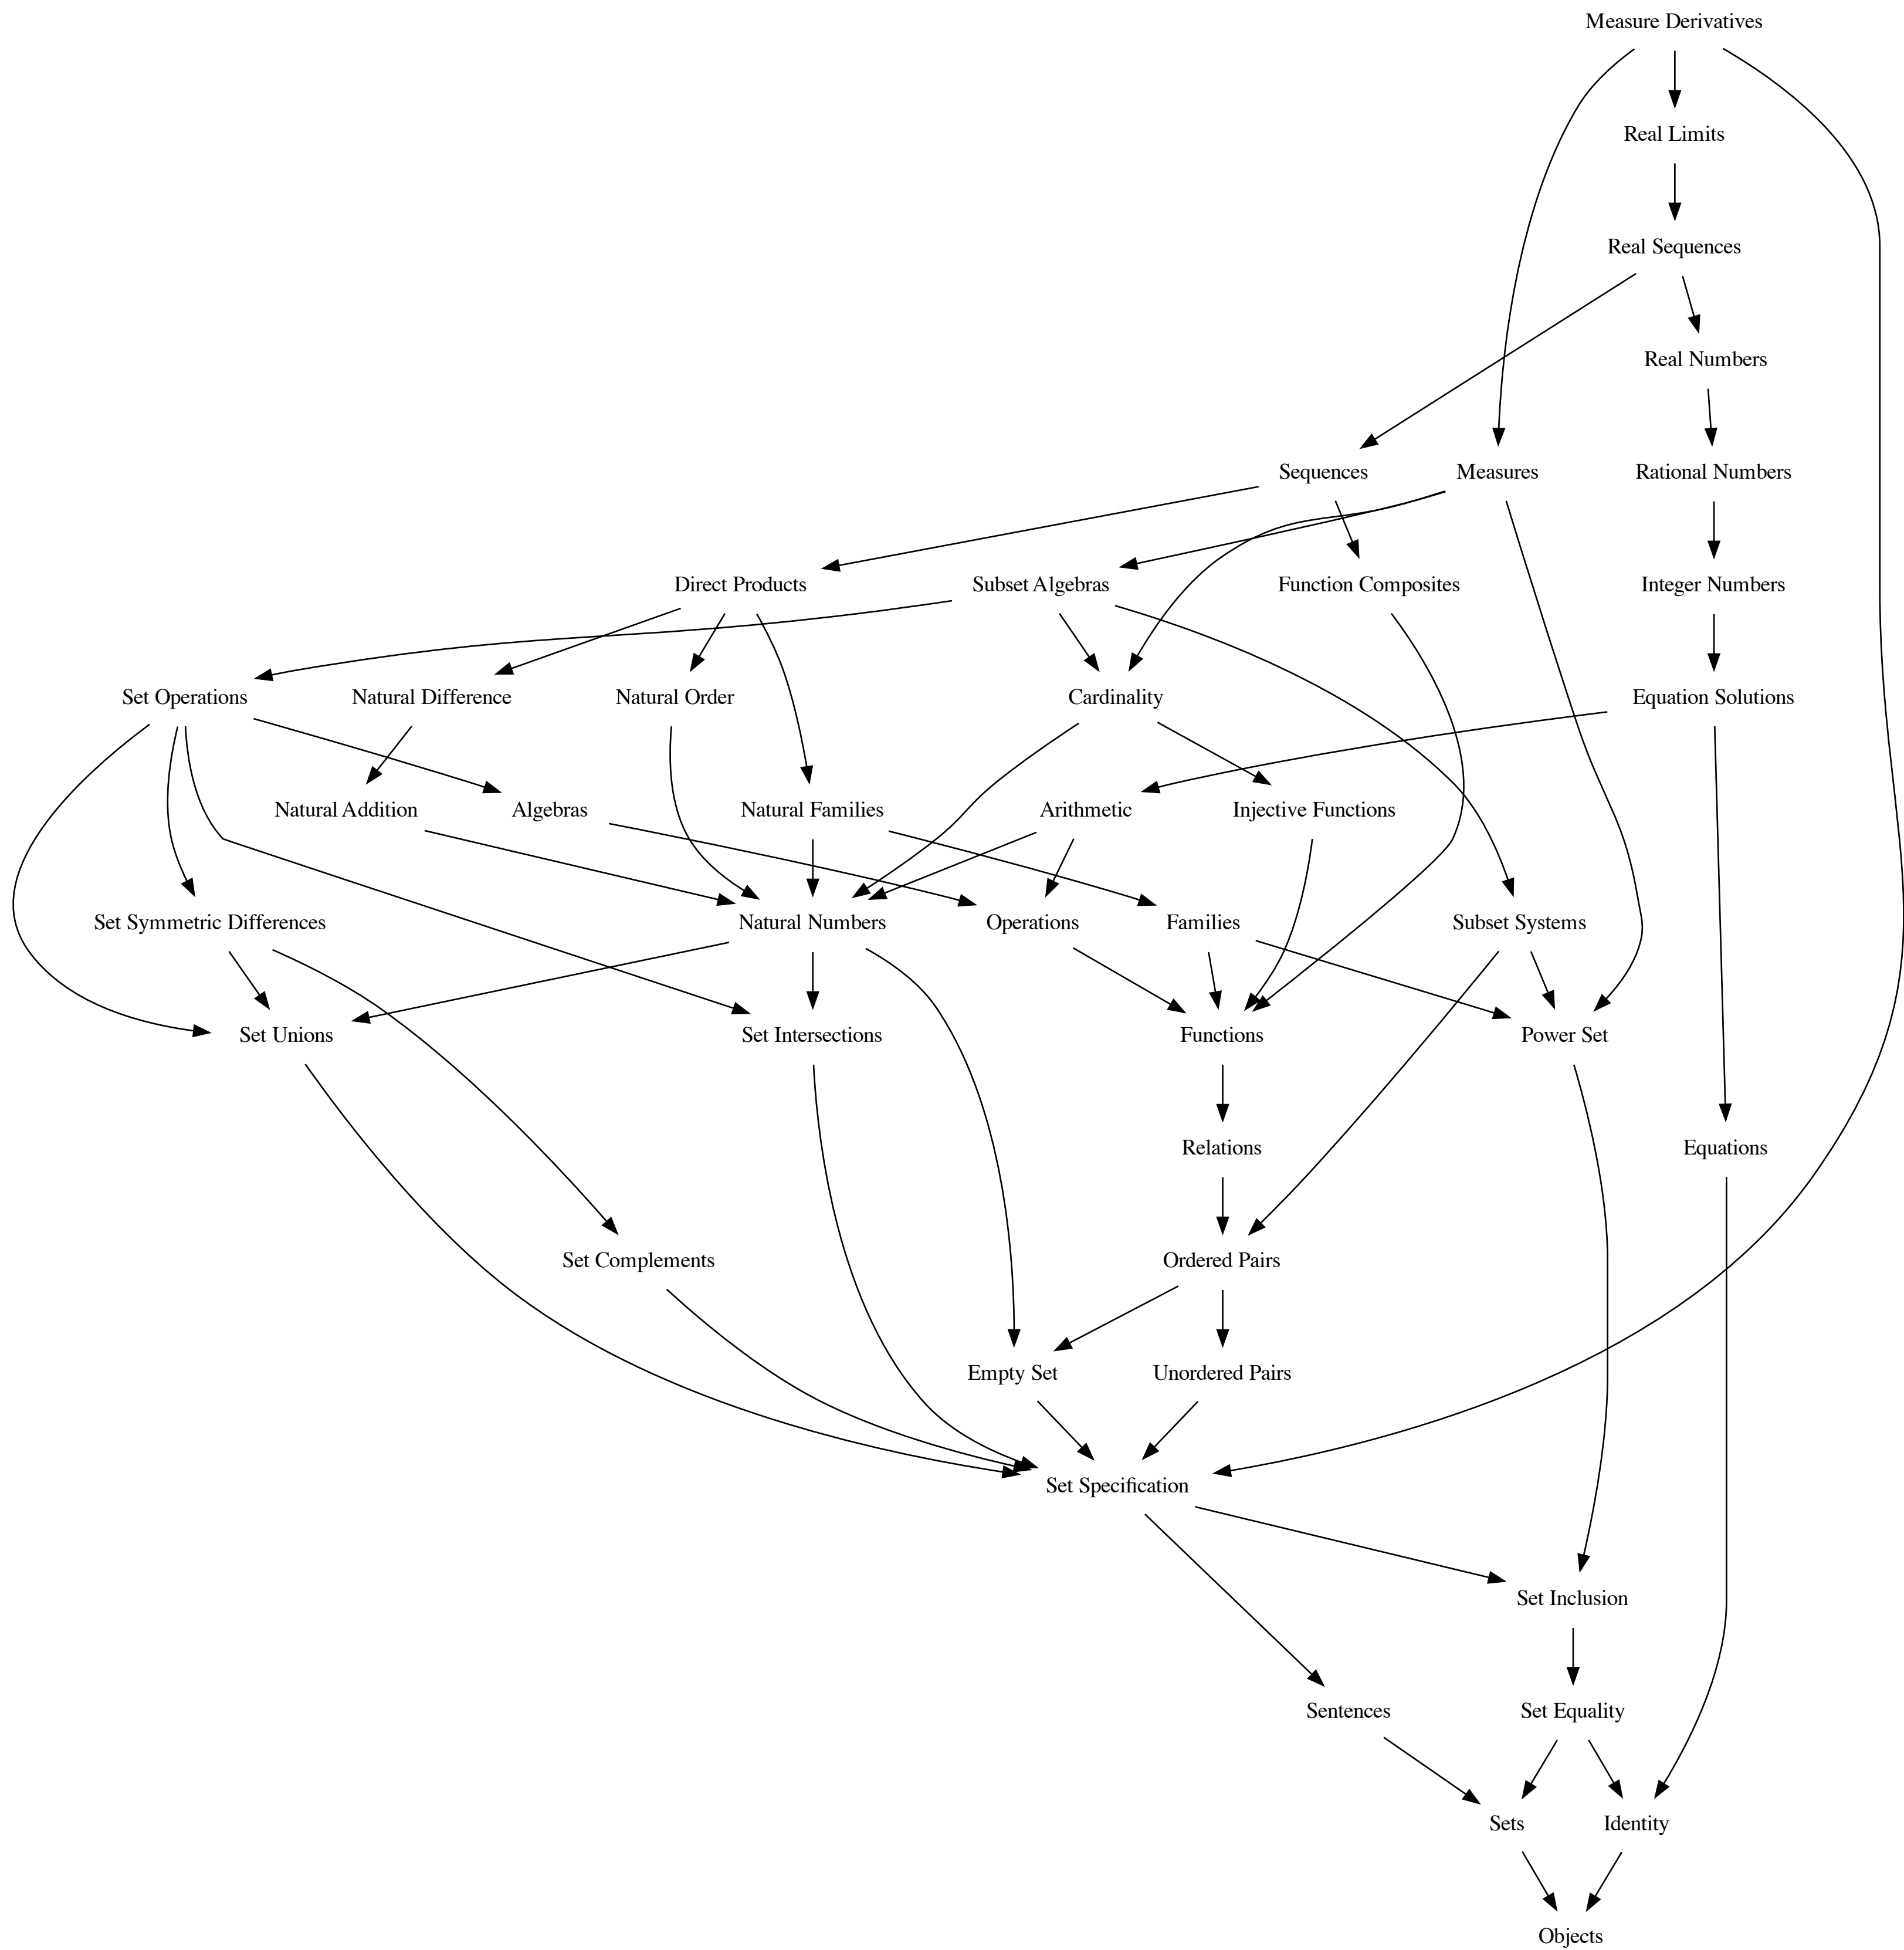 Measure Derivatives
Real Limits
Real Sequences
Real Numbers
Sequences
Measures
Rational Numbers
Direct Products
Subset Algebras
Function Composites
Integer Numbers
Set Operations
Natural Difference
Natural Order
Cardinality
Equation Solutions
Natural Addition
Algebras
Natural Families
Arithmetic
Injective Functions
Set Symmetric Differences
Natural Numbers
Operations
Families
Subset Systems
Set Unions
Set Intersections
Functions
Power Set
Relations
Equations
Set Complements
Ordered Pairs
Empty Set
Unordered Pairs
Set Specification
Set Inclusion
Sentences
Set Equality
Sets
Identity
Objects